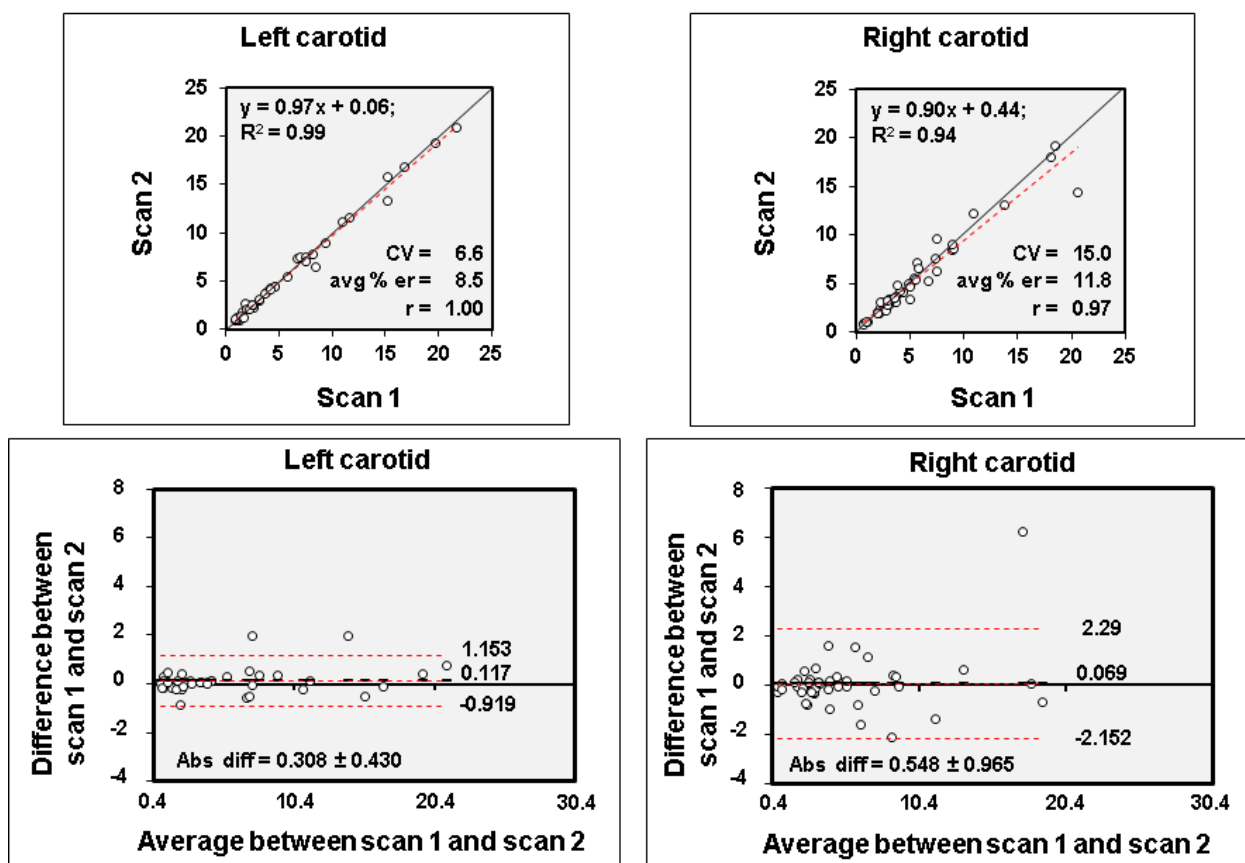 Left carotid
25
20
15
10
5
0
Scan 2
y = 0.97x + 0.06;
R² = 0.99
CV = 6.6
avg % er = 8.5
r = 1.00
0 5 10 15 20 25
Scan 1
Right carotid
25
20
15
10
5
0
Scan 2
y = 0.90x + 0.44;
R² = 0.94
CV = 15.0
avg % er = 11.8
r = 0.97
0 5 10 15 20 25
Scan 1
Left carotid
8
6
4
2
0
-2
-4
Difference between
scan 1 and scan 2
1.153
0.117
-0.919
Abs diff = 0.308 ± 0.430
0.4 10.4 20.4 30.4
Average between scan 1 and scan 2
Right carotid
8
6
4
2
0
-2
-4
Difference between
scan 1 and scan 2
2.29
0.069
-2.152
Abs diff = 0.548 ± 0.965
0.4 10.4 20.4 30.4
Average between scan 1 and scan 2